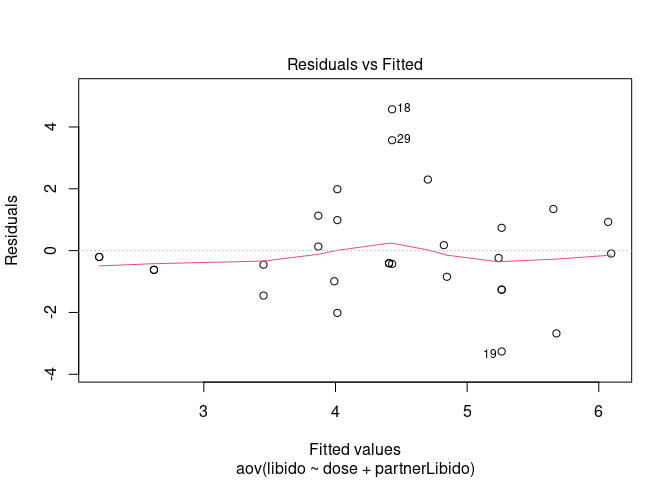 Residuals vs Fitted
Residuals
4
2
0
-2
-4
18
29
19
3 4 5 6
Fitted values
aov(libido ~ dose + partnerLibido)